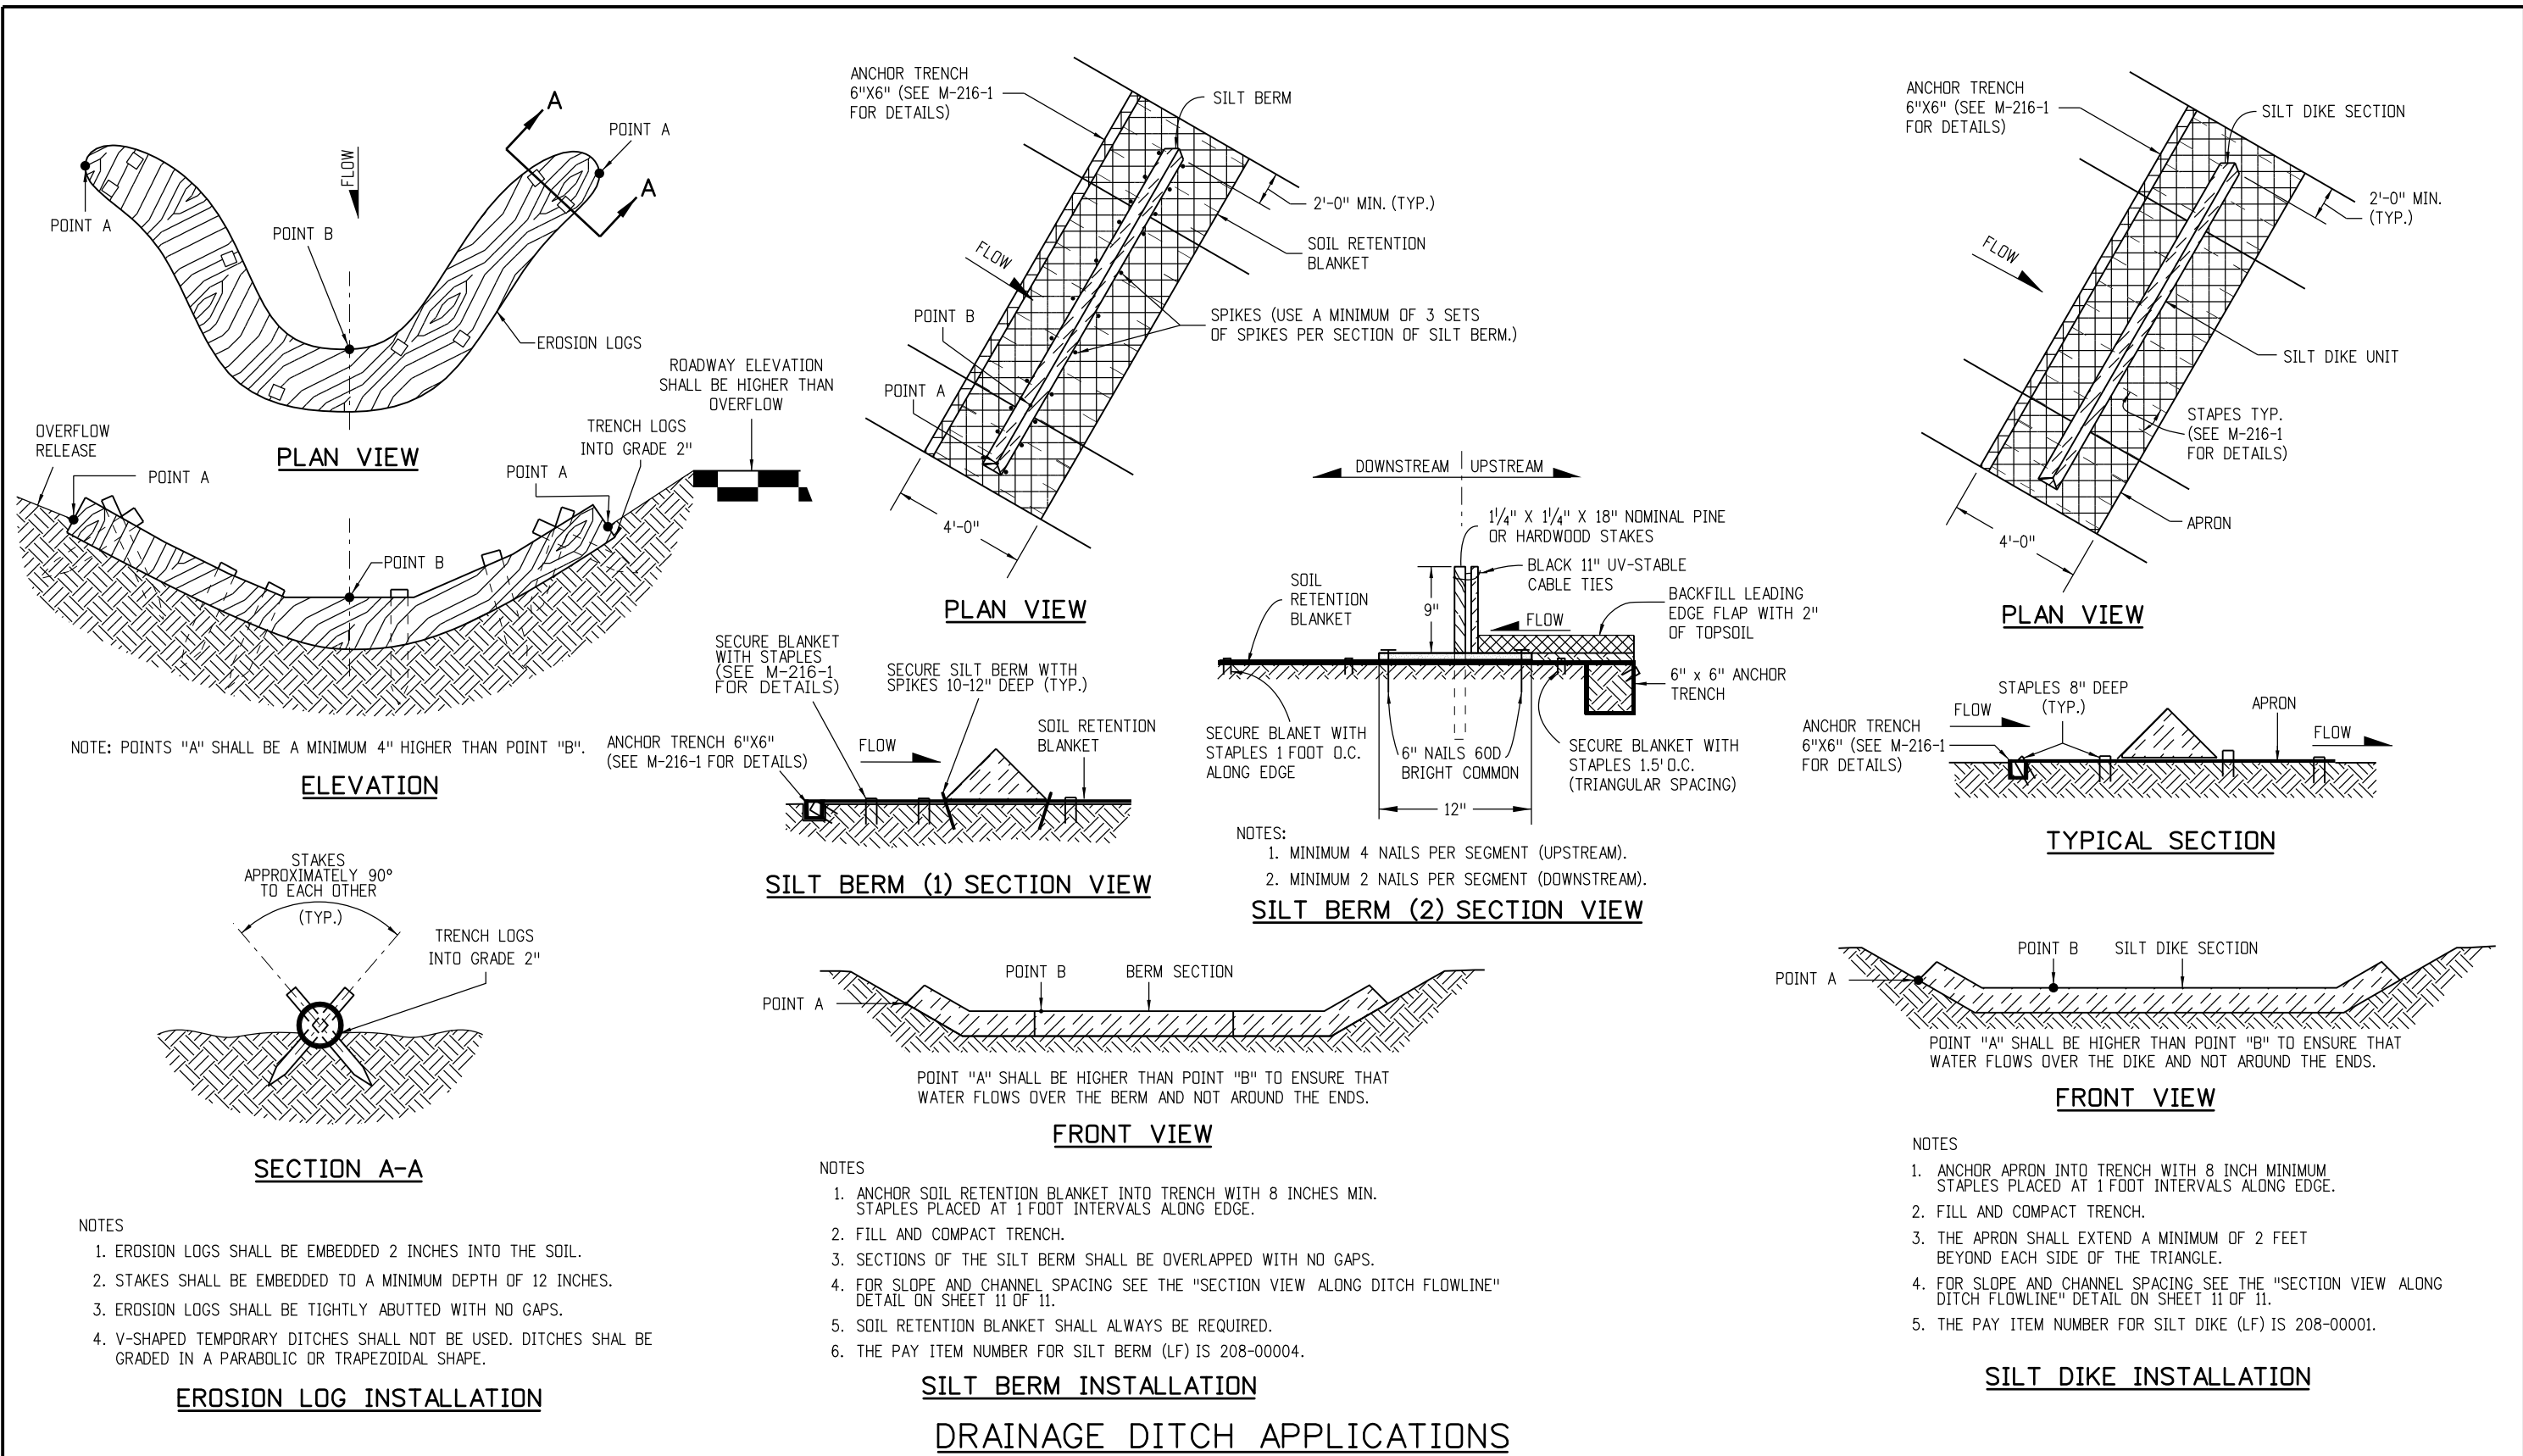 A
POINT A
A
FLOW
POINT A
POINT B
EROSION LOGS
PLAN VIEW
ROADWAY ELEVATION
SHALL BE HIGHER THAN
OVERFLOW
OVERFLOW
RELEASE
POINT A
POINT A
TRENCH LOGS
INTO GRADE 2"
POINT B
NOTE: POINTS "A" SHALL BE A MINIMUM 4" HIGHER THAN POINT "B".
ELEVATION
STAKES
APPROXIMATELY 90°
TO EACH OTHER
(TYP.)
TRENCH LOGS
INTO GRADE 2"
SECTION A-A
NOTES
1. EROSION LOGS SHALL BE EMBEDDED 2 INCHES INTO THE SOIL.
2. STAKES SHALL BE EMBEDDED TO A MINIMUM DEPTH OF 12 INCHES.
3. EROSION LOGS SHALL BE TIGHTLY ABUTTED WITH NO GAPS.
4. V-SHAPED TEMPORARY DITCHES SHALL NOT BE USED. DITCHES SHAL BE
GRADED IN A PARABOLIC OR TRAPEZOIDAL SHAPE.
EROSION LOG INSTALLATION
ANCHOR TRENCH
6"X6" (SEE M-216-1
FOR DETAILS)
SILT BERM
2'-0" MIN. (TYP.)
SOIL RETENTION
BLANKET
FLOW
SPIKES (USE A MINIMUM OF 3 SETS
OF SPIKES PER SECTION OF SILT BERM.)
POINT B
POINT A
4'-0"
PLAN VIEW
SECURE BLANKET
WITH STAPLES
(SEE M-216-1
FOR DETAILS)
SECURE SILT BERM WTTH
SPIKES 10-12" DEEP (TYP.)
SOIL RETENTION
BLANKET
ANCHOR TRENCH 6"X6"
(SEE M-216-1 FOR DETAILS)
FLOW
SILT BERM (1) SECTION VIEW
DOWNSTREAM
UPSTREAM
1 1/4" X 1 1/4" X 18" NOMINAL PINE
OR HARDWOOD STAKES
BLACK 11" UV-STABLE
CABLE TIES
SOIL
RETENTION
BLANKET
9"
FLOW
BACKFILL LEADING
EDGE FLAP WITH 2"
OF TOPSOIL
6" x 6" ANCHOR
TRENCH
SECURE BLANET WITH
STAPLES 1 FOOT O.C.
ALONG EDGE
6" NAILS 60D
BRIGHT COMMON
SECURE BLANKET WITH
STAPLES 1.5' O.C.
(TRIANGULAR SPACING)
12"
NOTES:
1. MINIMUM 4 NAILS PER SEGMENT (UPSTREAM).
2. MINIMUM 2 NAILS PER SEGMENT (DOWNSTREAM).
SILT BERM (2) SECTION VIEW
POINT A
POINT B
BERM SECTION
POINT "A" SHALL BE HIGHER THAN POINT "B" TO ENSURE THAT
WATER FLOWS OVER THE BERM AND NOT AROUND THE ENDS.
FRONT VIEW
NOTES
1. ANCHOR SOIL RETENTION BLANKET INTO TRENCH WITH 8 INCHES MIN.
STAPLES PLACED AT 1 FOOT INTERVALS ALONG EDGE.
2. FILL AND COMPACT TRENCH.
3. SECTIONS OF THE SILT BERM SHALL BE OVERLAPPED WITH NO GAPS.
4. FOR SLOPE AND CHANNEL SPACING SEE THE "SECTION VIEW ALONG DITCH FLOWLINE"
DETAIL ON SHEET 11 OF 11.
5. SOIL RETENTION BLANKET SHALL ALWAYS BE REQUIRED.
6. THE PAY ITEM NUMBER FOR SILT BERM (LF) IS 208-00004.
SILT BERM INSTALLATION
ANCHOR TRENCH
6"X6" (SEE M-216-1
FOR DETAILS)
SILT DIKE SECTION
2'-0" MIN.
(TYP.)
FLOW
SILT DIKE UNIT
STAPES TYP.
(SEE M-216-1
FOR DETAILS)
APRON
4'-0"
PLAN VIEW
STAPLES 8" DEEP
(TYP.)
FLOW
APRON
FLOW
ANCHOR TRENCH
6"X6" (SEE M-216-1
FOR DETAILS)
TYPICAL SECTION
POINT A
POINT B
SILT DIKE SECTION
POINT "A" SHALL BE HIGHER THAN POINT "B" TO ENSURE THAT
WATER FLOWS OVER THE DIKE AND NOT AROUND THE ENDS.
FRONT VIEW
NOTES
1. ANCHOR APRON INTO TRENCH WITH 8 INCH MINIMUM
STAPLES PLACED AT 1 FOOT INTERVALS ALONG EDGE.
2. FILL AND COMPACT TRENCH.
3. THE APRON SHALL EXTEND A MINIMUM OF 2 FEET
BEYOND EACH SIDE OF THE TRIANGLE.
4. FOR SLOPE AND CHANNEL SPACING SEE THE "SECTION VIEW ALONG
DITCH FLOWLINE" DETAIL ON SHEET 11 OF 11.
5. THE PAY ITEM NUMBER FOR SILT DIKE (LF) IS 208-00001.
SILT DIKE INSTALLATION
DRAINAGE DITCH APPLICATIONS